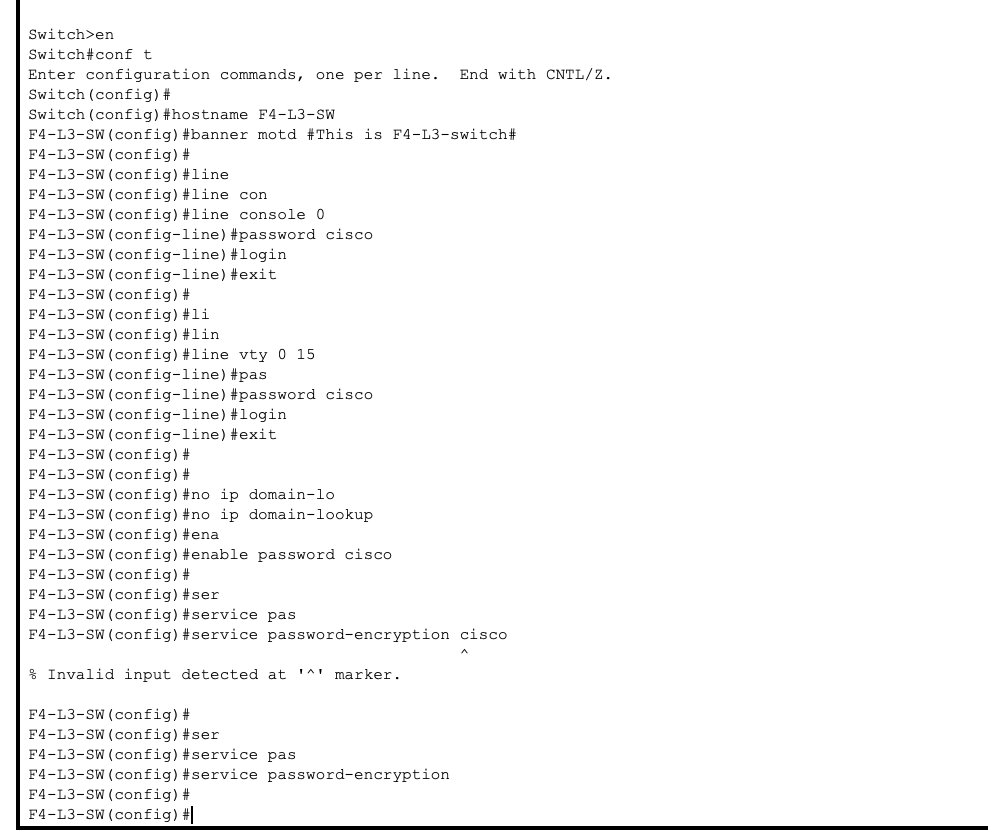 Switch>en
Switch#conf t
Enter configuration commands, one per line.  End with CNTL/Z.
Switch(config)#
Switch(config)#hostname F4-L3-SW
F4-L3-SW(config)#banner motd #This is F4-L3-switch#
F4-L3-SW(config)#
F4-L3-SW(config)#line
F4-L3-SW(config)#line con
F4-L3-SW(config)#line console 0
F4-L3-SW(config-line)#password cisco
F4-L3-SW(config-line)#login
F4-L3-SW(config-line)#exit
F4-L3-SW(config)#
F4-L3-SW(config)#li
F4-L3-SW(config)#lin
F4-L3-SW(config)#line vty 0 15
F4-L3-SW(config-line)#pas
F4-L3-SW(config-line)#password cisco
F4-L3-SW(config-line)#login
F4-L3-SW(config-line)#exit
F4-L3-SW(config)#
F4-L3-SW(config)#
F4-L3-SW(config)#no ip domain-lo
F4-L3-SW(config)#no ip domain-lookup
F4-L3-SW(config)#ena
F4-L3-SW(config)#enable password cisco
F4-L3-SW(config)#
F4-L3-SW(config)#ser
F4-L3-SW(config)#service pas
F4-L3-SW(config)#service password-encryption cisco
^
% Invalid input detected at '^' marker.
F4-L3-SW(config)#
F4-L3-SW(config)#ser
F4-L3-SW(config)#service pas
F4-L3-SW(config)#service password-encryption
F4-L3-SW(config)#
F4-L3-SW(config)#